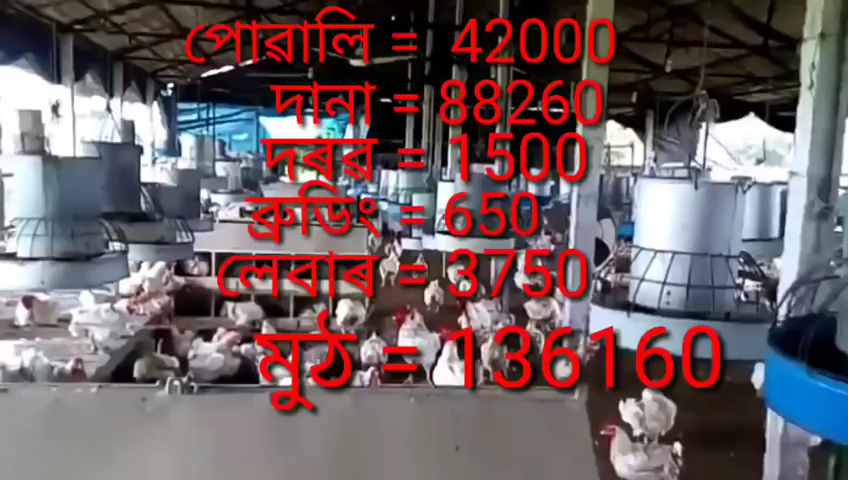 পোৱালি = 42000
দানা = 88260
দৰৱ = 1500
ব্ৰুডিং = 650
লেবাৰ = 3750
মুঠ = 136160